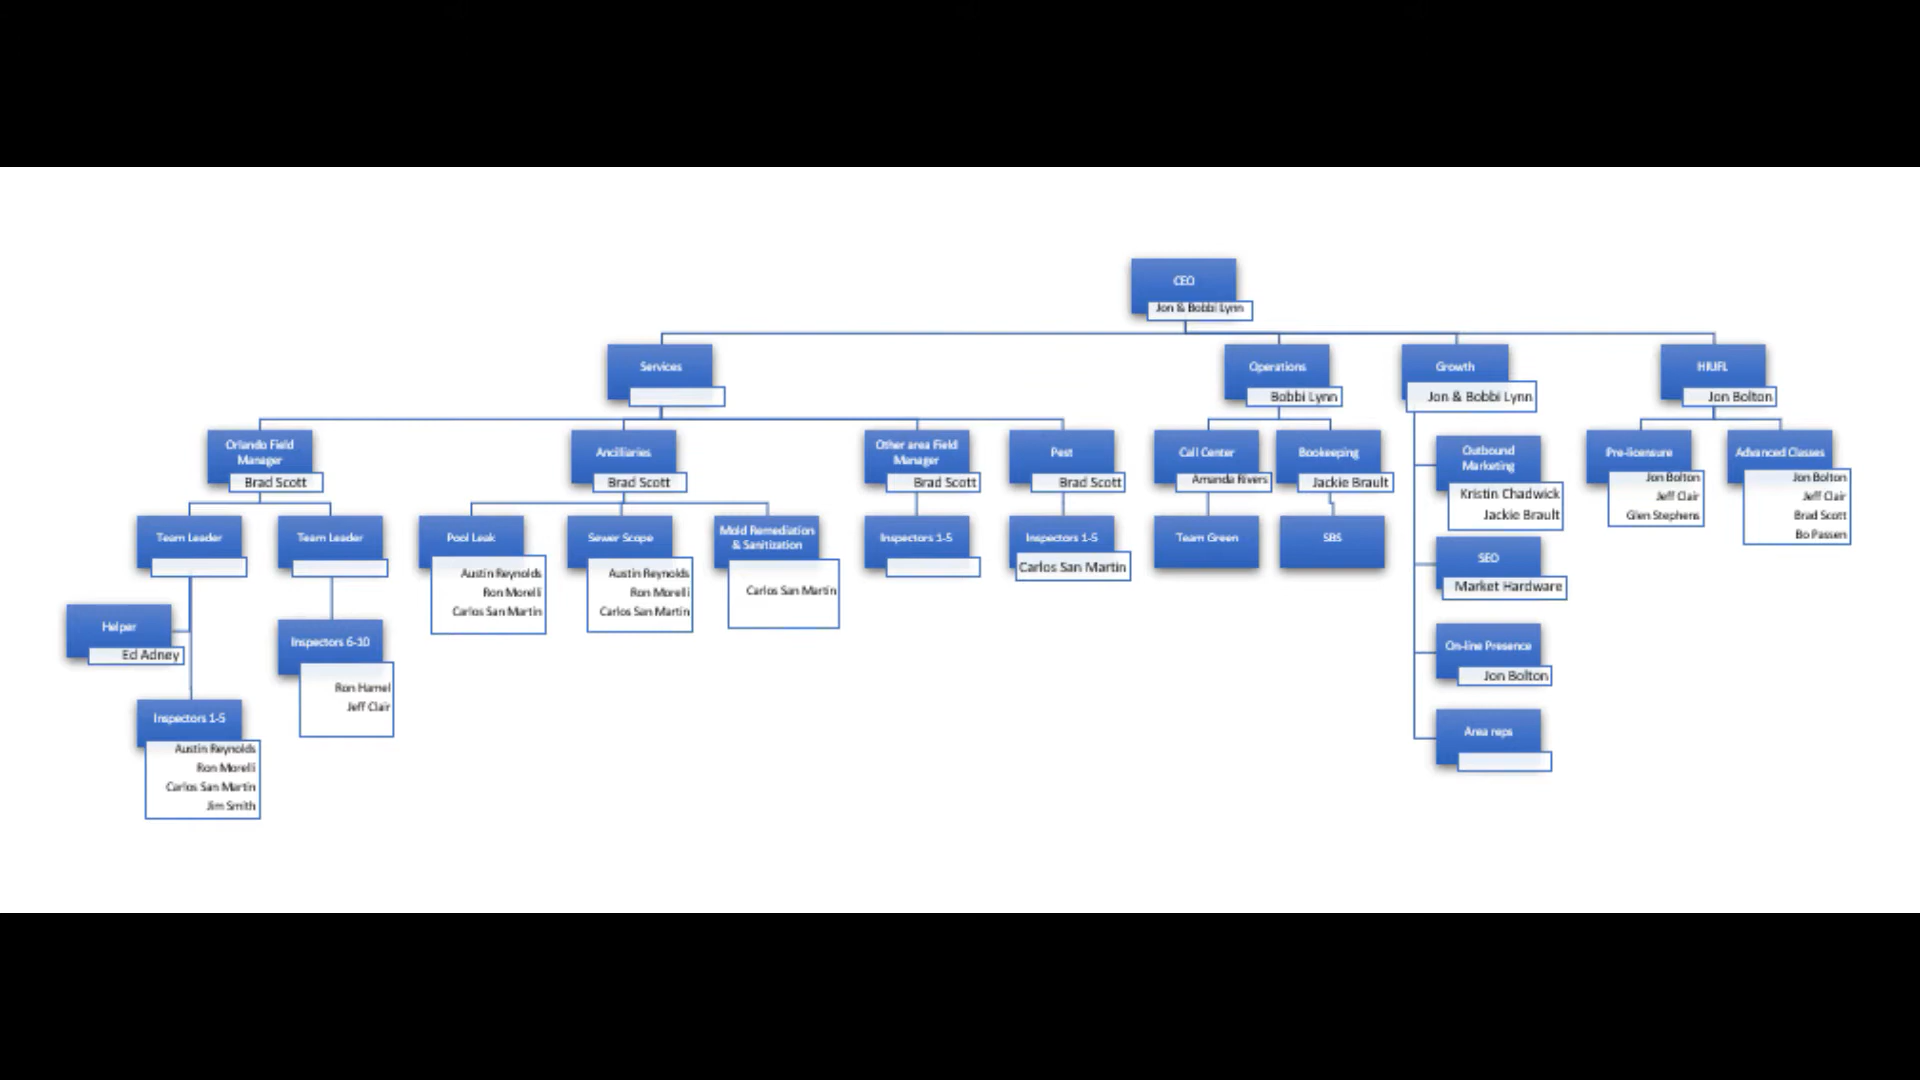 CEO
Jon & Bobbi Lynn
Services
Operations
Bobbi Lynn
Growth
Jon & Bobbi Lynn
HIUFL
Jon Bolton
Orlando Field
Manager
Brad Scott
Ancilliaries
Brad Scott
Other area Field
Manager
Brad Scott
Pest
Brad Scott
Call Center
Amanda Rivers
Bookeeping
Jackie Brault
Outbound
Marketing
Kristin Chadwick
Jackie Brault
Pre-licensure
Jon Bolton
Jeff Clair
Glen Stephens
Advanced Classes
Jon Bolton
Jeff Clair
Brad Scott
Bo Passen
Team Leader
Team Leader
Pool Leak
Austin Reynolds
Ron Morelli
Carlos San Martin
Sewer Scope
Austin Reynolds
Ron Morelli
Carlos San Martin
Mold Remediation
& Sanitization
Carlos San Martin
Inspectors 1-5
Inspectors 1-5
Carlos San Martin
Team Green
SBS
SEO
Market Hardware
Helper
Ed Adney
Inspectors 6-10
Ron Hamel
Jeff Clair
On-line Presence
Jon Bolton
Inspectors 1-5
Austin Reynolds
Ron Morelli
Carlos San Martin
Jim Smith
Area reps